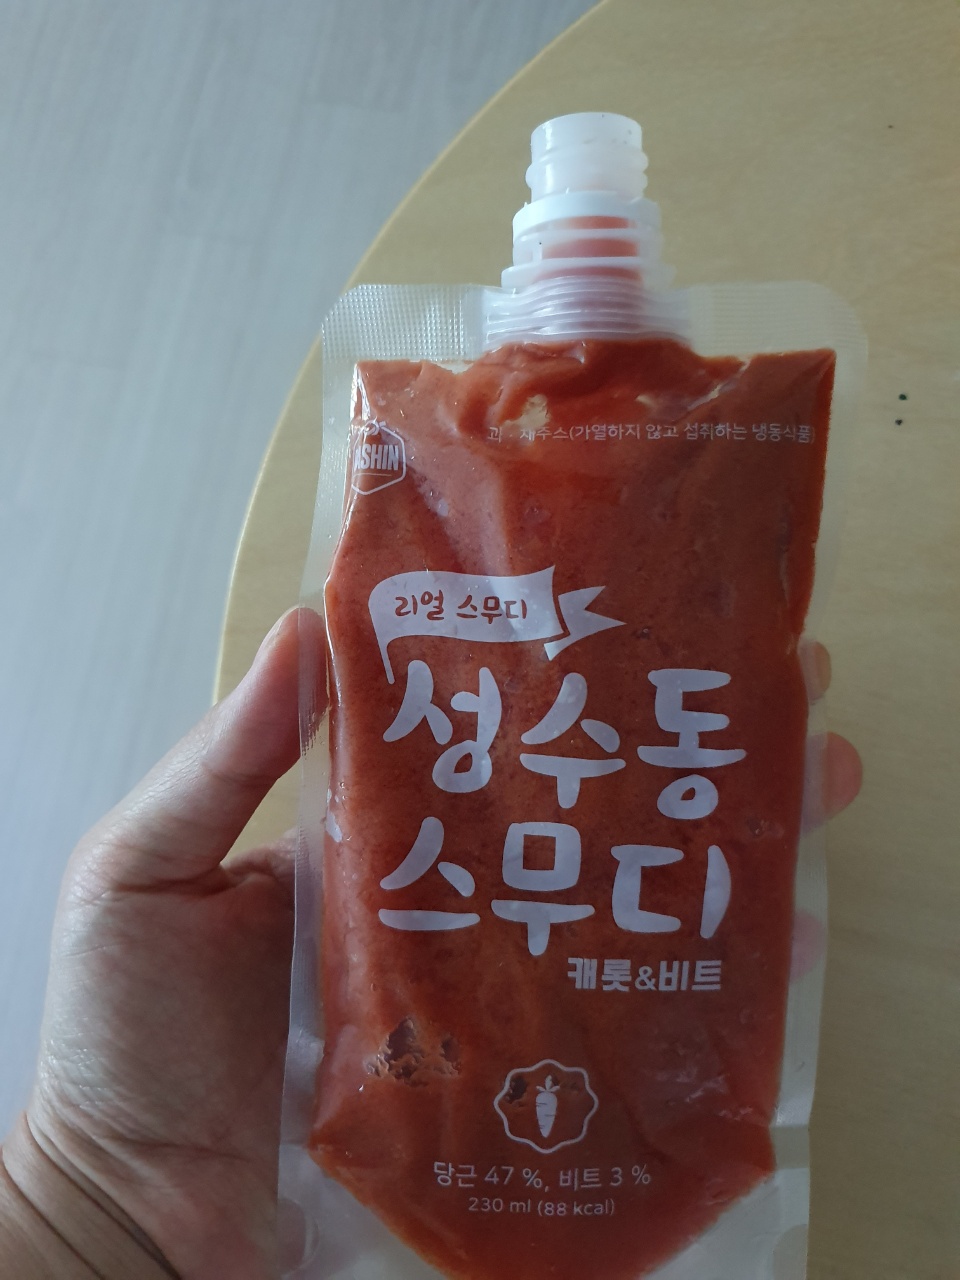 과·채주스(가열하지 않고 섭취하는 냉동식품)
리얼 스무디
성수동
스무디
캐롯&비트
당근 47 %, 비트 3 %
230 ml (88 kcal)